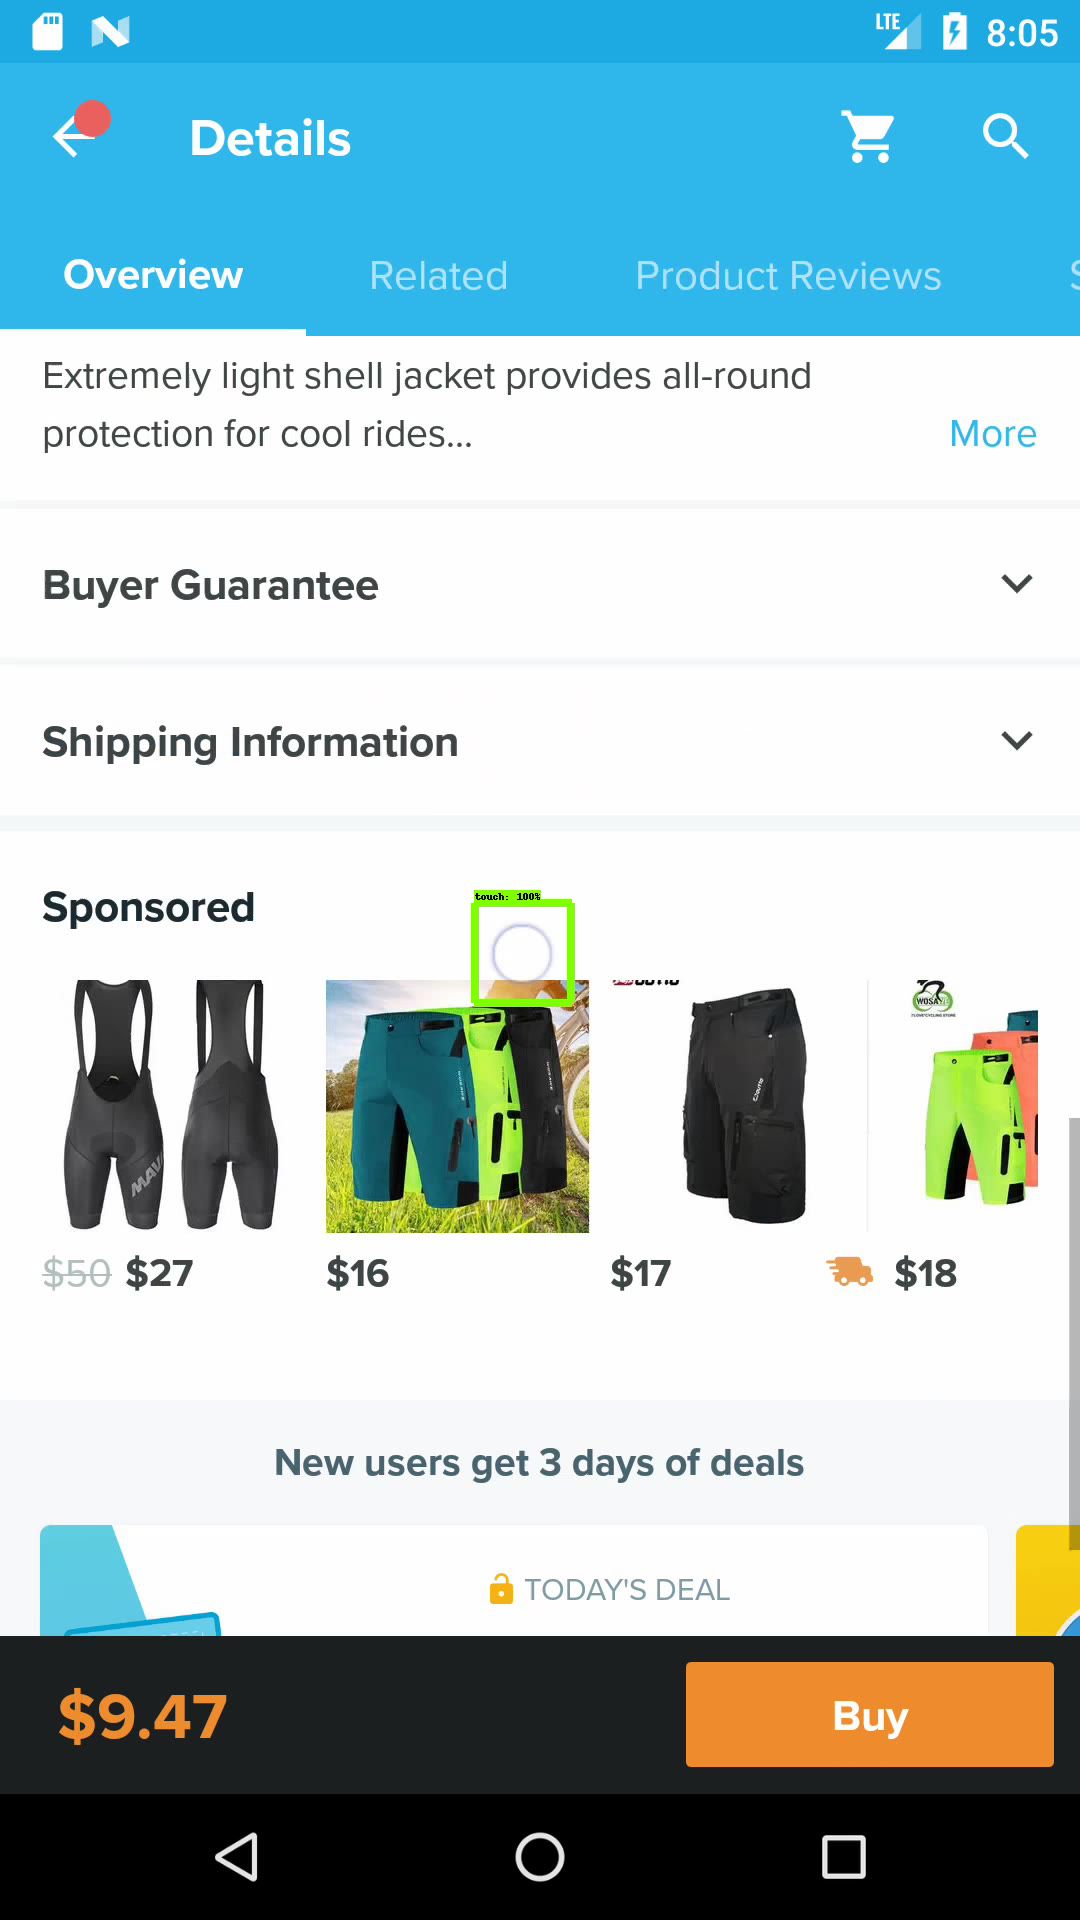 LTE 8:05
Details
Overview Related Product Reviews S
Extremely light shell jacket provides all-round
protection for cool rides... More
Buyer Guarantee
Shipping Information
touch: 100%
Sponsored
WOSAWE
MAV
$50 $27 $16 $17 $18
New users get 3 days of deals
TODAY'S DEAL
$9.47 Buy